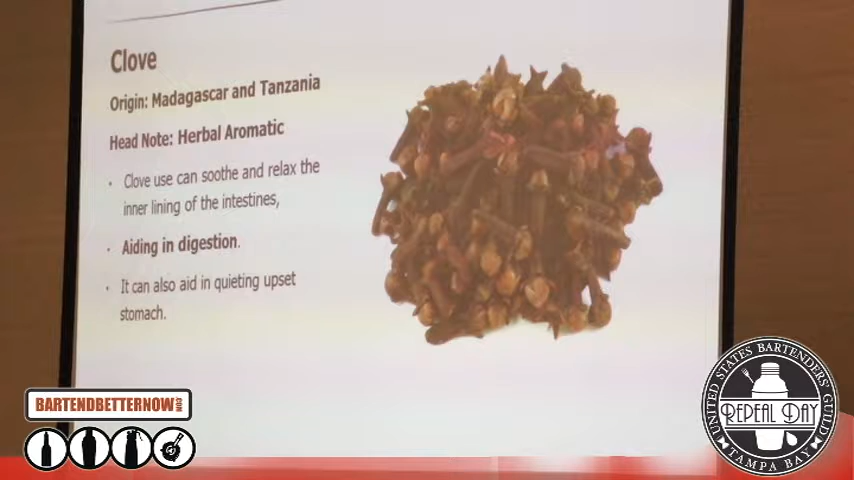 Clove
Origin: Madagascar and Tanzania
Head Note: Herbal Aromatic
• Clove use can soothe and relax the
inner lining of the intestines,
• Aiding in digestion.
• It can also aid in quieting upset
stomach.
BARTENDBETTERNOW.COM
UNITED STATES BARTENDERS' GUILD
REPEAL DAY
TAMPA BAY